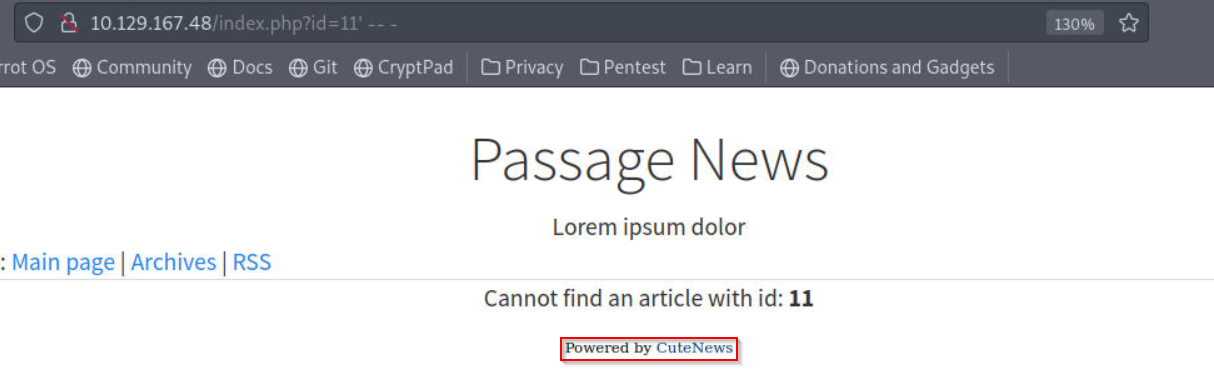 10.129.167.48/index.php?id=11' -- - 130%
rrot OS Community Docs Git CryptPad Privacy Pentest Learn Donations and Gadgets
Passage News
Lorem ipsum dolor
: Main page | Archives | RSS
Cannot find an article with id: 11
Powered by CuteNews